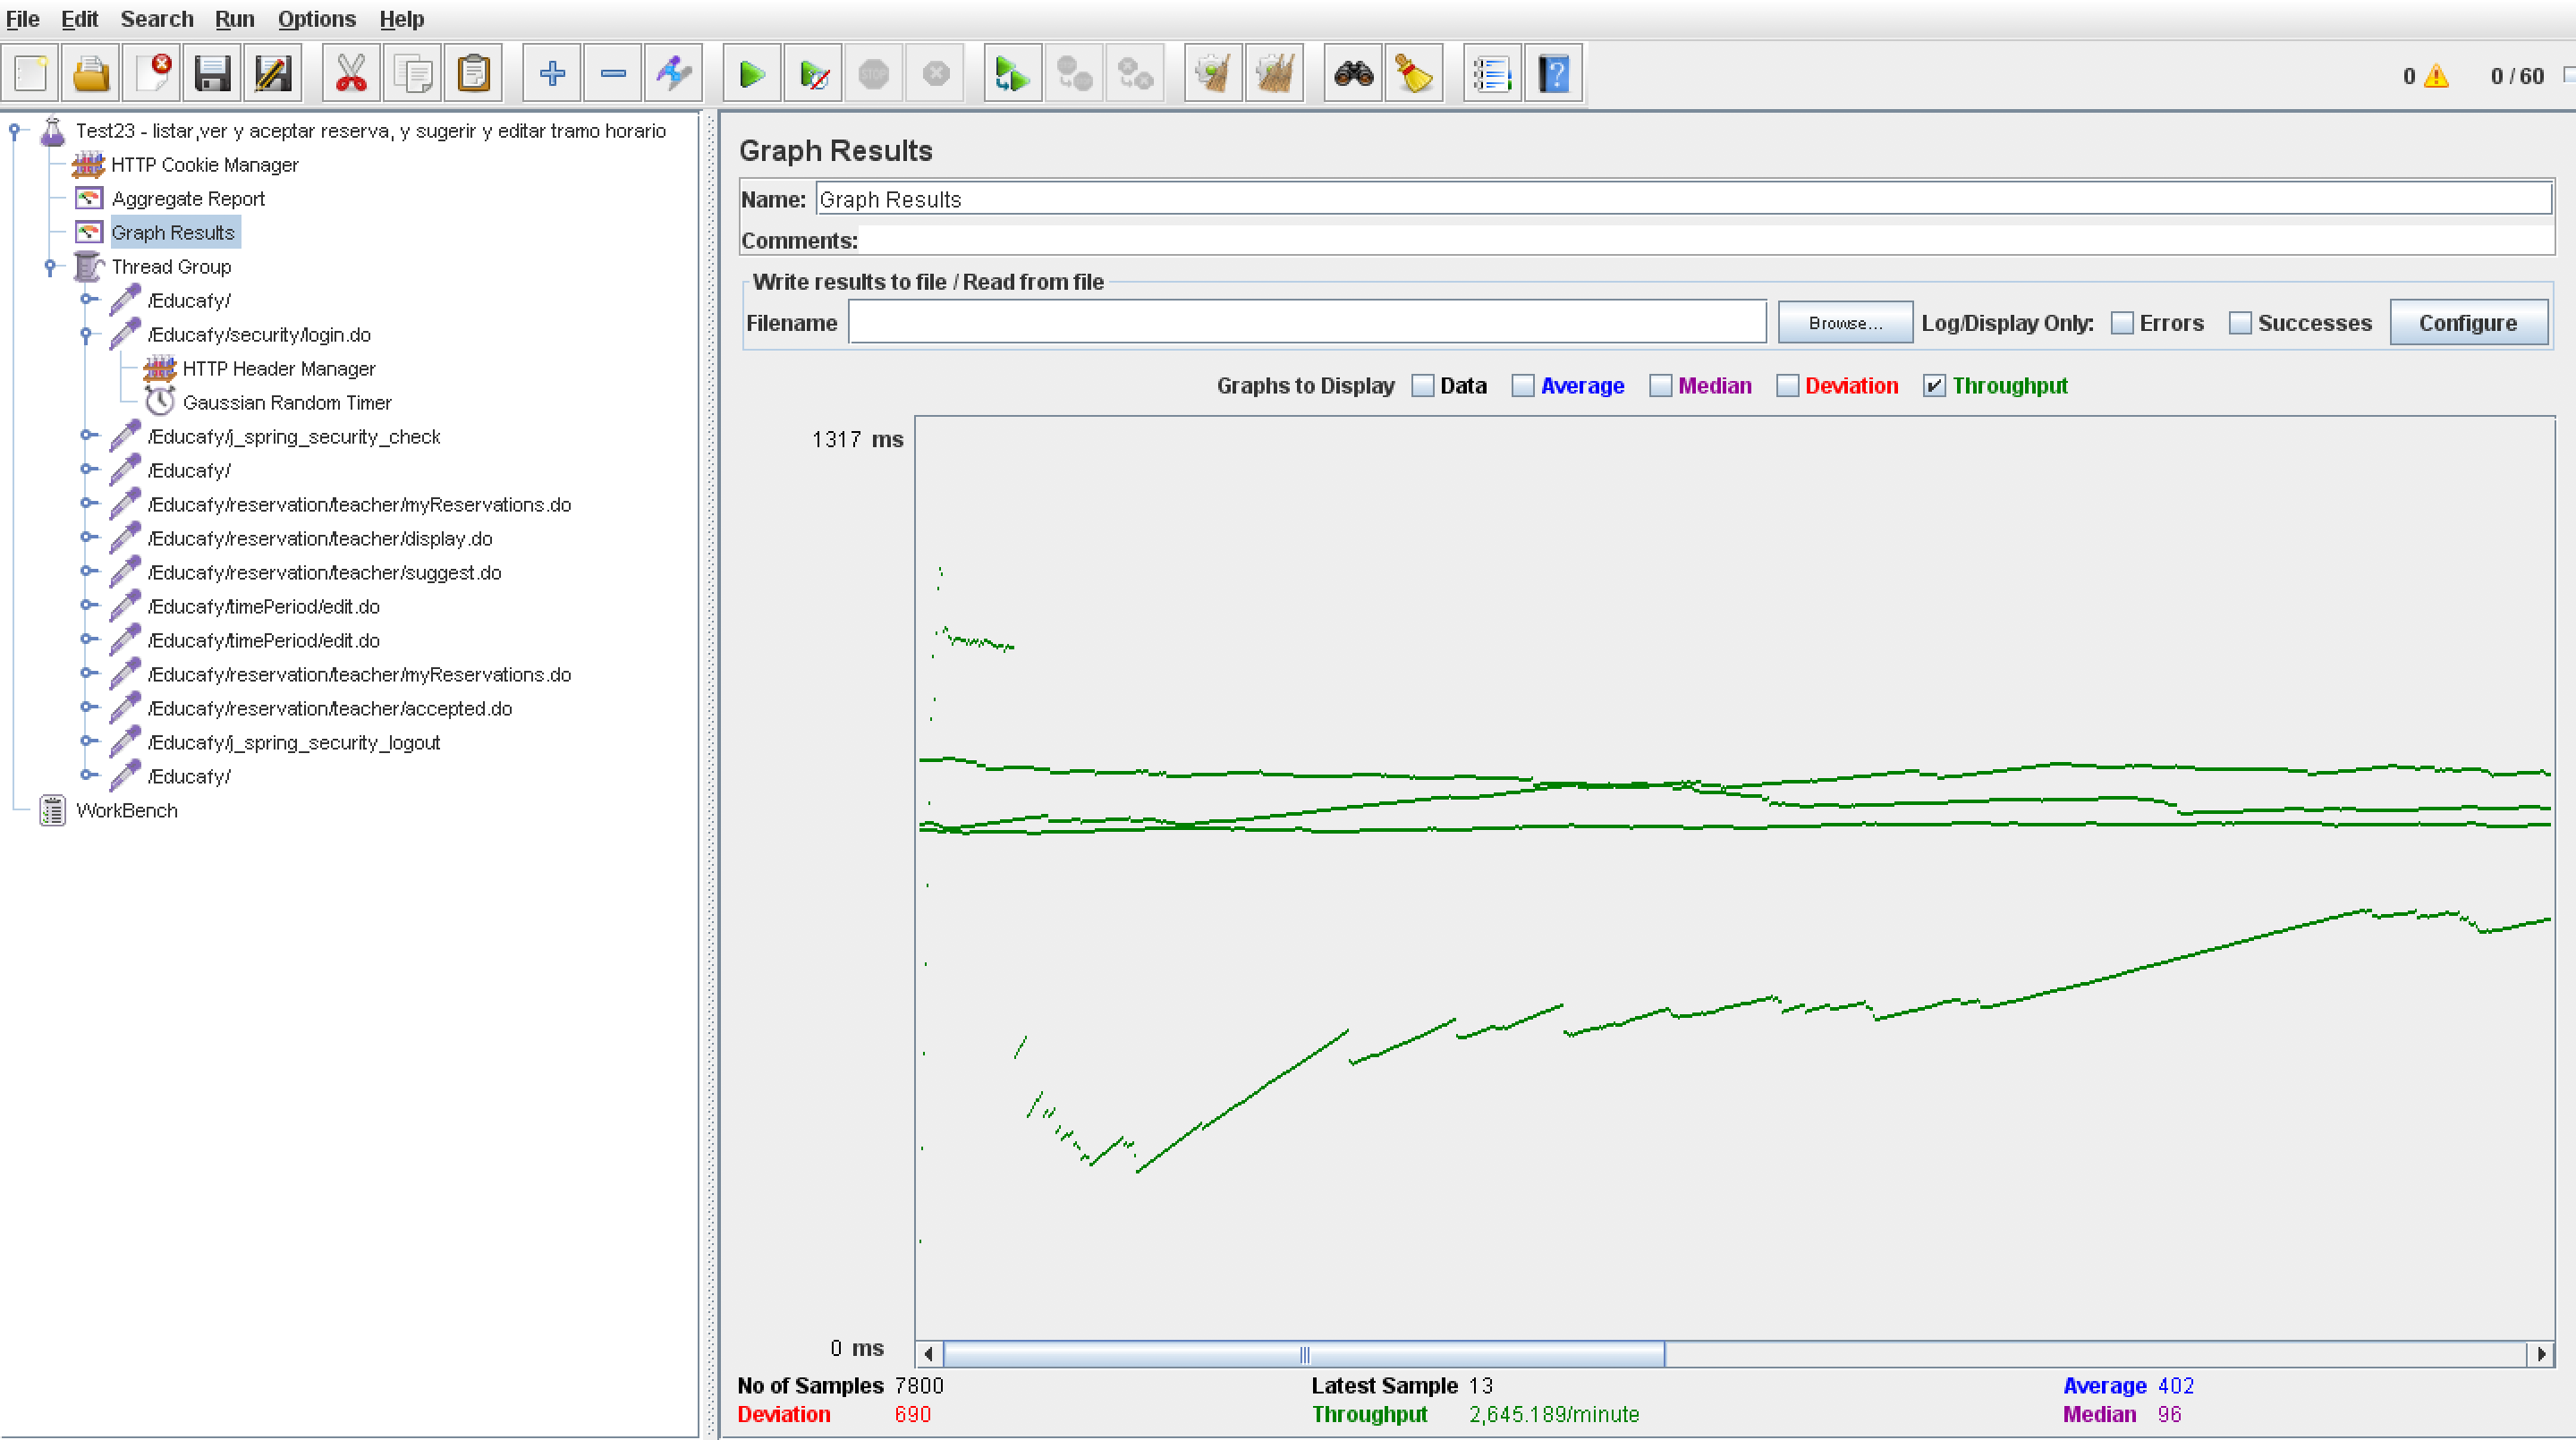 File Edit Search Run Options Help
0 0 / 60
Test23 - listar,ver y aceptar reserva, y sugerir y editar tramo horario
HTTP Cookie Manager
Aggregate Report
Graph Results
Thread Group
/Educafy/
/Educafy/security/login.do
HTTP Header Manager
Gaussian Random Timer
/Educafy/j_spring_security_check
/Educafy/
/Educafy/reservation/teacher/myReservations.do
/Educafy/reservation/teacher/display.do
/Educafy/reservation/teacher/suggest.do
/Educafy/timePeriod/edit.do
/Educafy/timePeriod/edit.do
/Educafy/reservation/teacher/myReservations.do
/Educafy/reservation/teacher/accepted.do
/Educafy/j_spring_security_logout
/Educafy/
WorkBench
Graph Results
Name: Graph Results
Comments:
Write results to file / Read from file
Filename Browse... Log/Display Only: Errors Successes Configure
Graphs to Display Data Average Median Deviation Throughput
1317 ms
0 ms
No of Samples 7800 Latest Sample 13 Average 402
Deviation 690 Throughput 2,645.189/minute Median 96